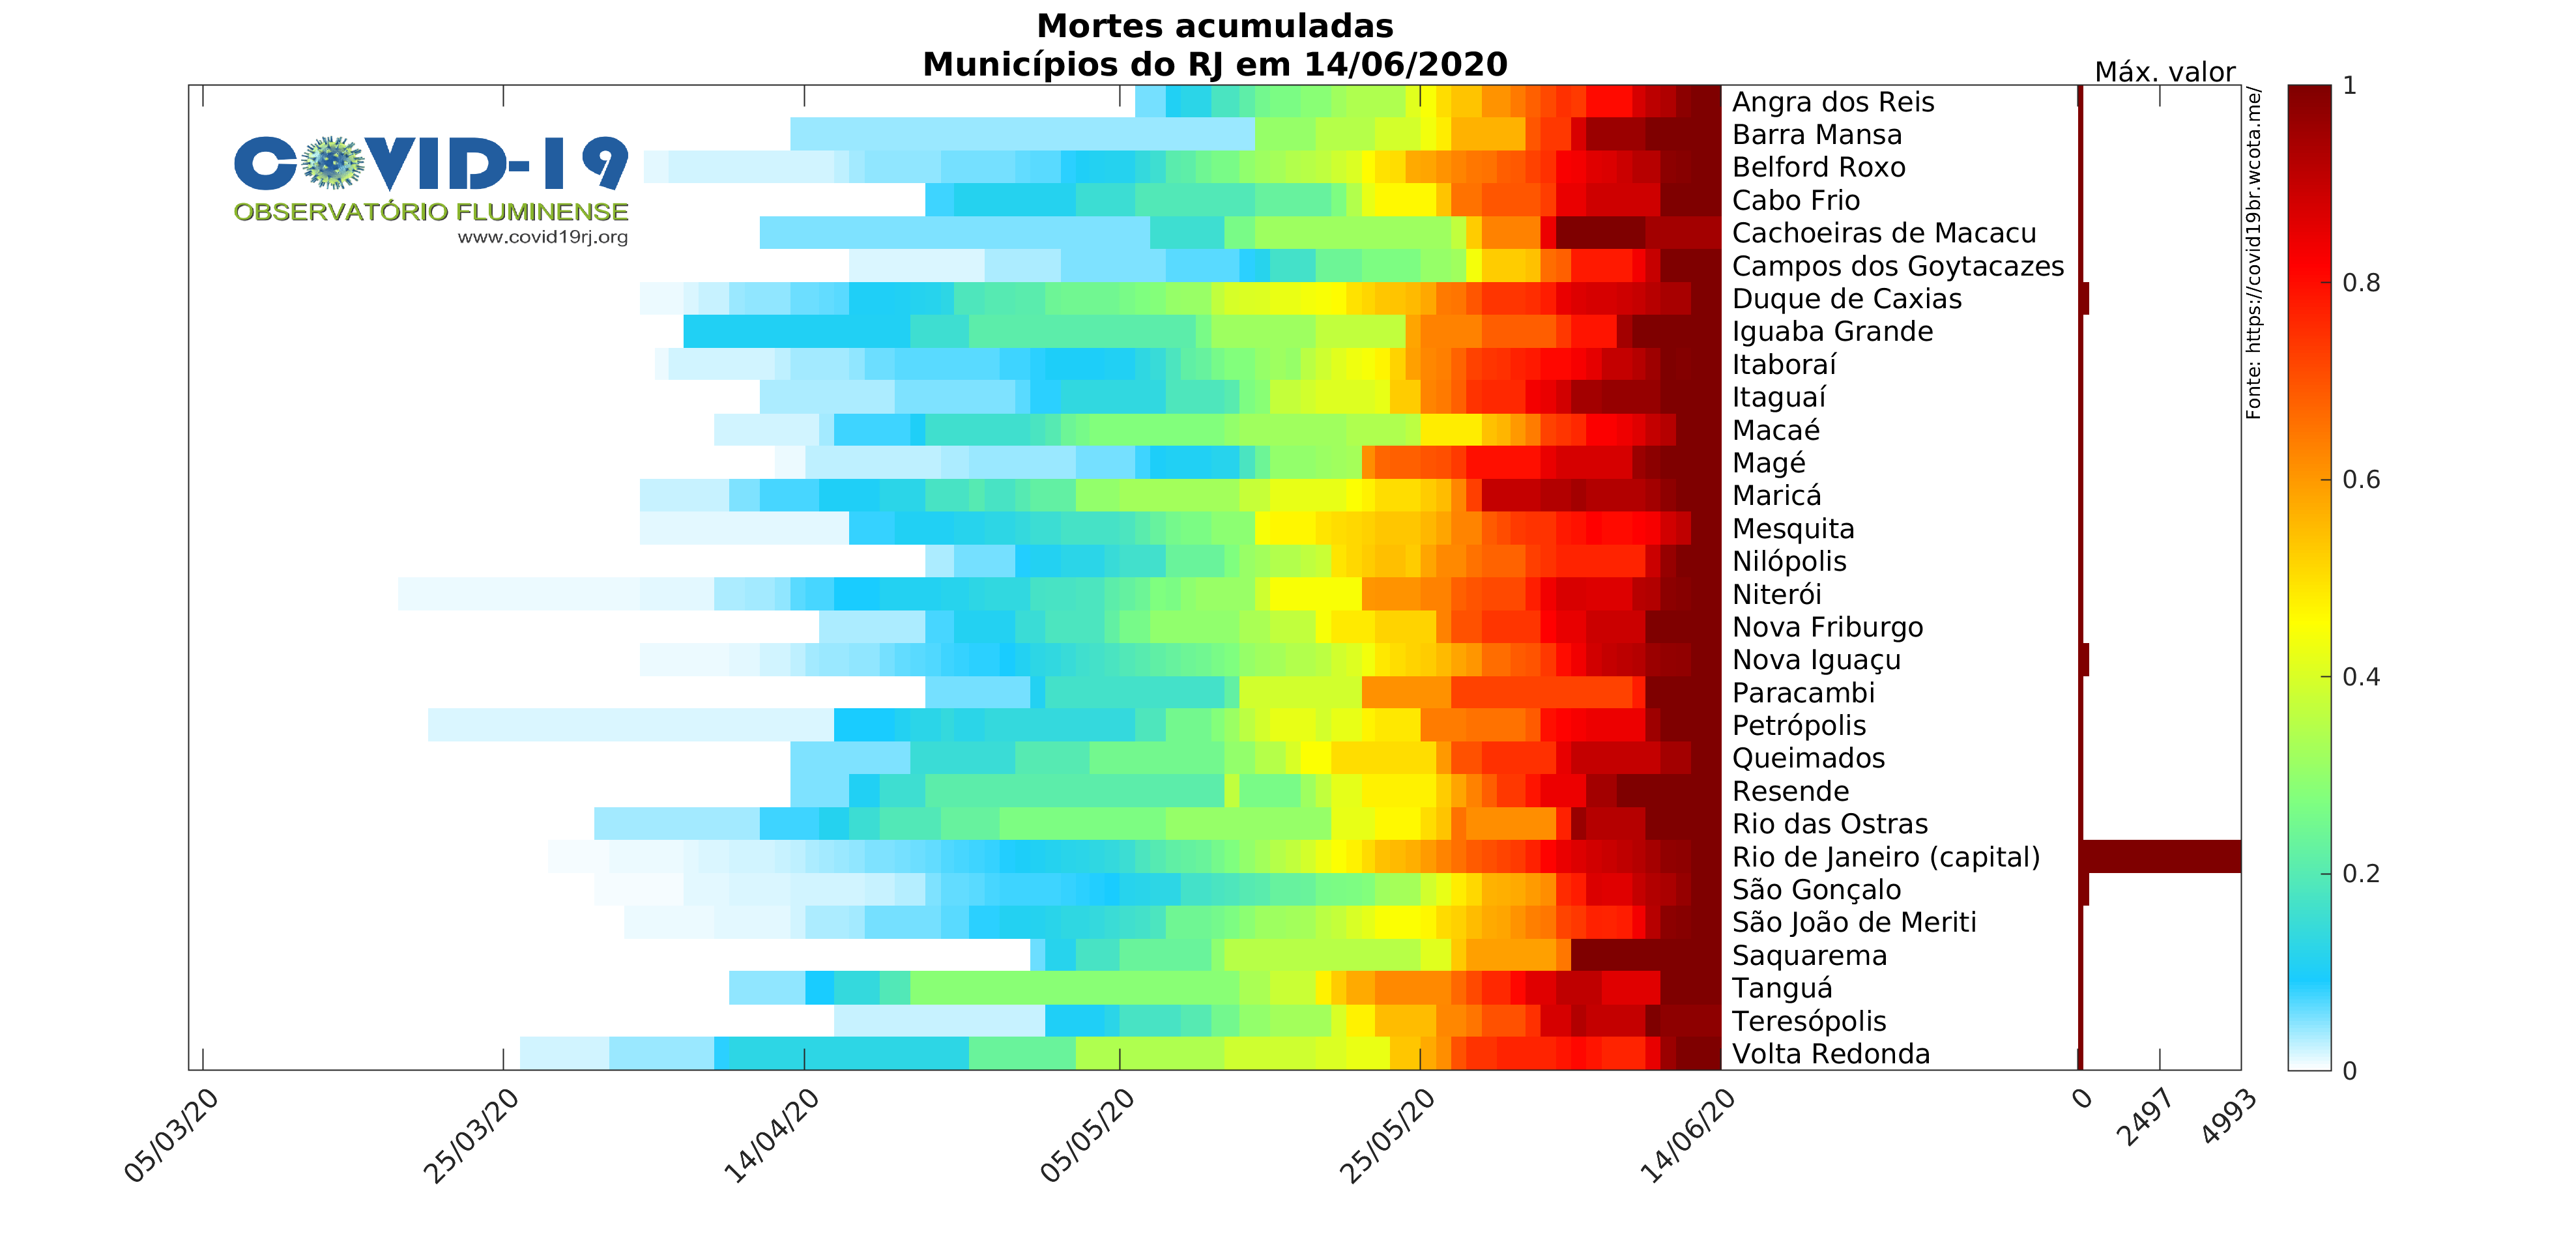 Mortes acumuladas
Municípios do RJ em 14/06/2020
Máx. valor
COVID-19
OBSERVATÓRIO FLUMINENSE
www.covid19rj.org
Angra dos Reis
Barra Mansa
Belford Roxo
Cabo Frio
Cachoeiras de Macacu
Campos dos Goytacazes
Duque de Caxias
Iguaba Grande
Itaboraí
Itaguaí
Macaé
Magé
Maricá
Mesquita
Nilópolis
Niterói
Nova Friburgo
Nova Iguaçu
Paracambi
Petrópolis
Queimados
Resende
Rio das Ostras
Rio de Janeiro (capital)
São Gonçalo
São João de Meriti
Saquarema
Tanguá
Teresópolis
Volta Redonda
Fonte: https://covid19br.wcota.me/
1
0.8
0.6
0.4
0.2
0
05/03/20
25/03/20
14/04/20
05/05/20
25/05/20
14/06/20
0
2497
4993